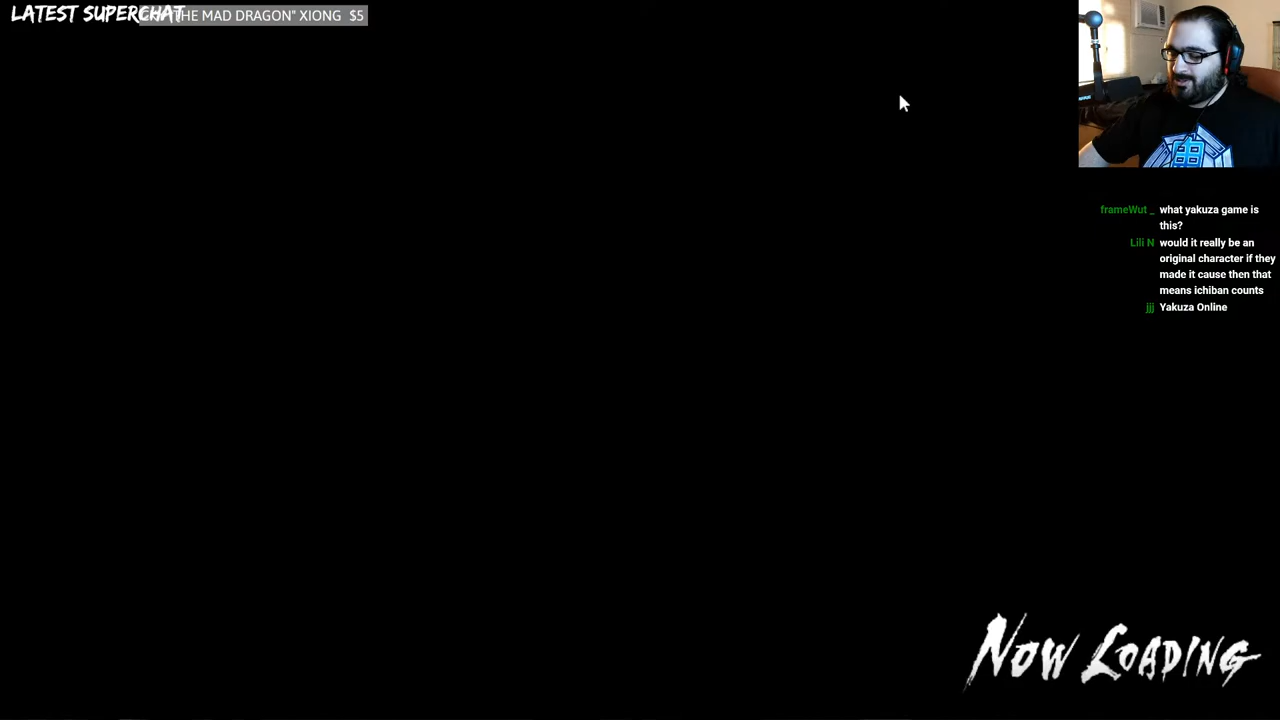 LATEST SUPERCHAT
THE MAD DRAGON" XIONG $5
frameWut _ what yakuza game is
this?
Lili N would it really be an
original character if they
made it cause then that
means ichiban counts
jjj Yakuza Online
NOW LOADING